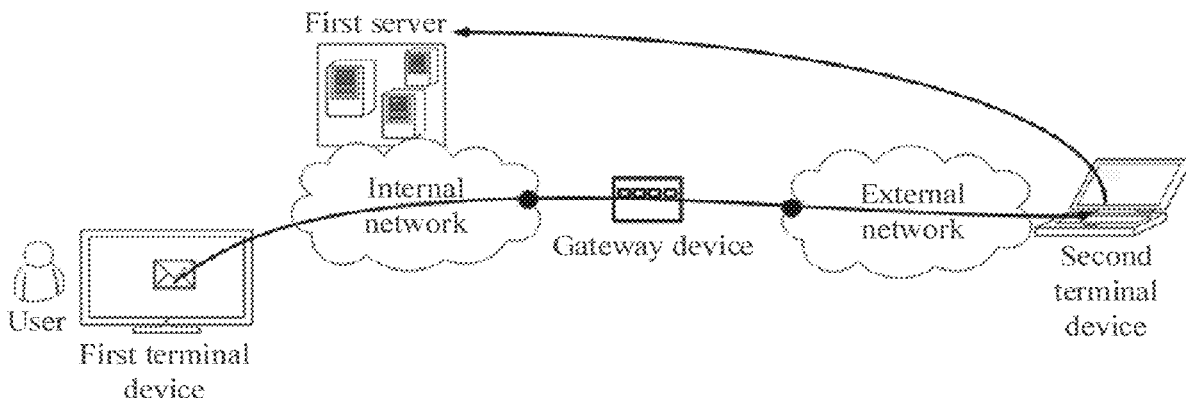 First server
Internal
network
Gateway device
External
network
Second
terminal
device
User
First terminal
device